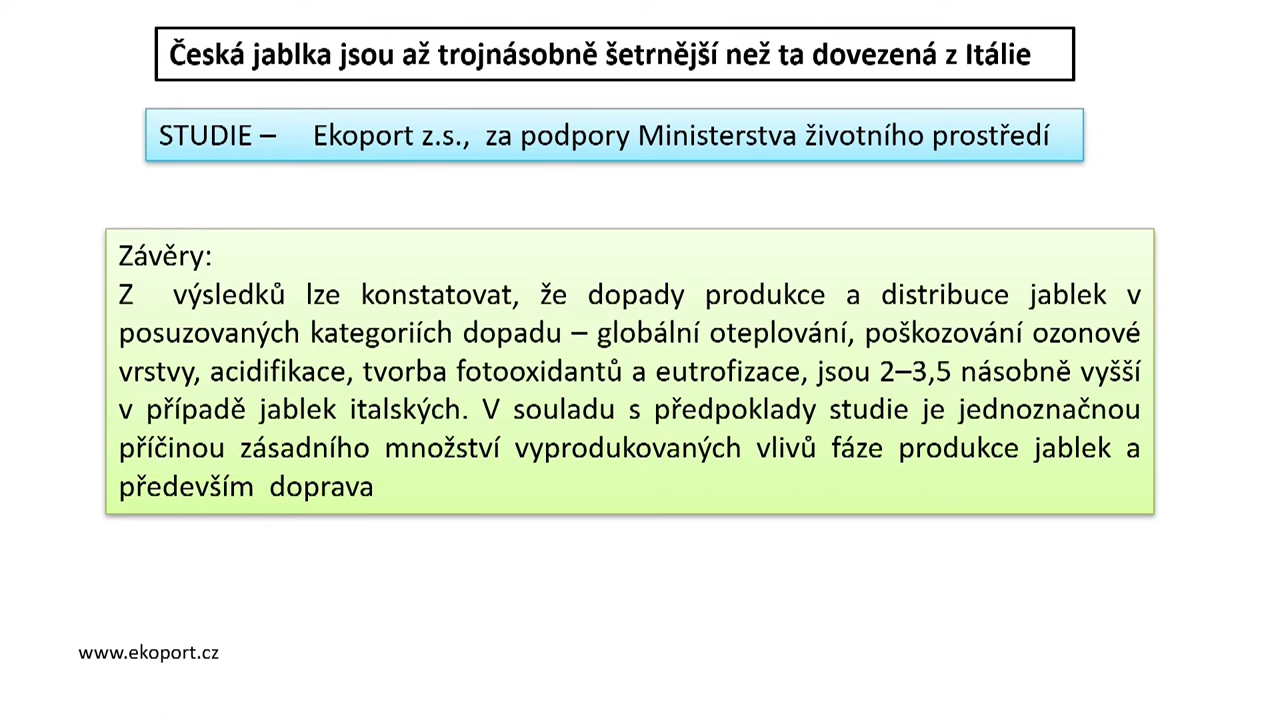 Česká jablka jsou až trojnásobně šetrnější než ta dovezená z Itálie
STUDIE – Ekoport z.s., za podpory Ministerstva životního prostředí
Závěry:
Z výsledků lze konstatovat, že dopady produkce a distribuce jablek v
posuzovaných kategoriích dopadu – globální oteplování, poškozování ozonové
vrstvy, acidifikace, tvorba fotooxidantů a eutrofizace, jsou 2–3,5 násobně vyšší
v případě jablek italských. V souladu s předpoklady studie je jednoznačnou
příčinou zásadního množství vyprodukovaných vlivů fáze produkce jablek a
především doprava
www.ekoport.cz